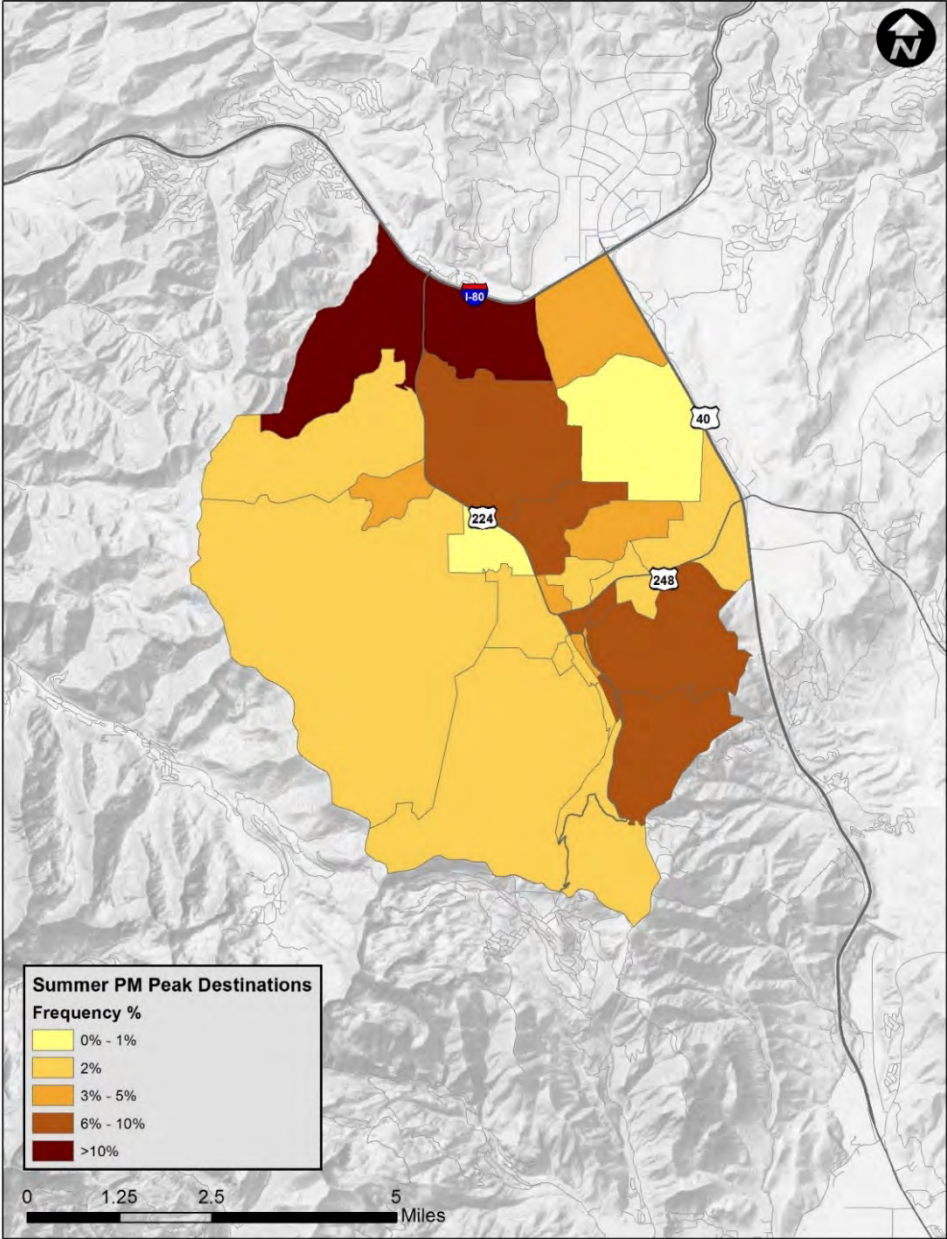 N
I-80
40
224
248
Summer PM Peak Destinations
Frequency %
0% - 1%
2%
3% - 5%
6% - 10%
>10%
0 1.25 2.5 5
Miles